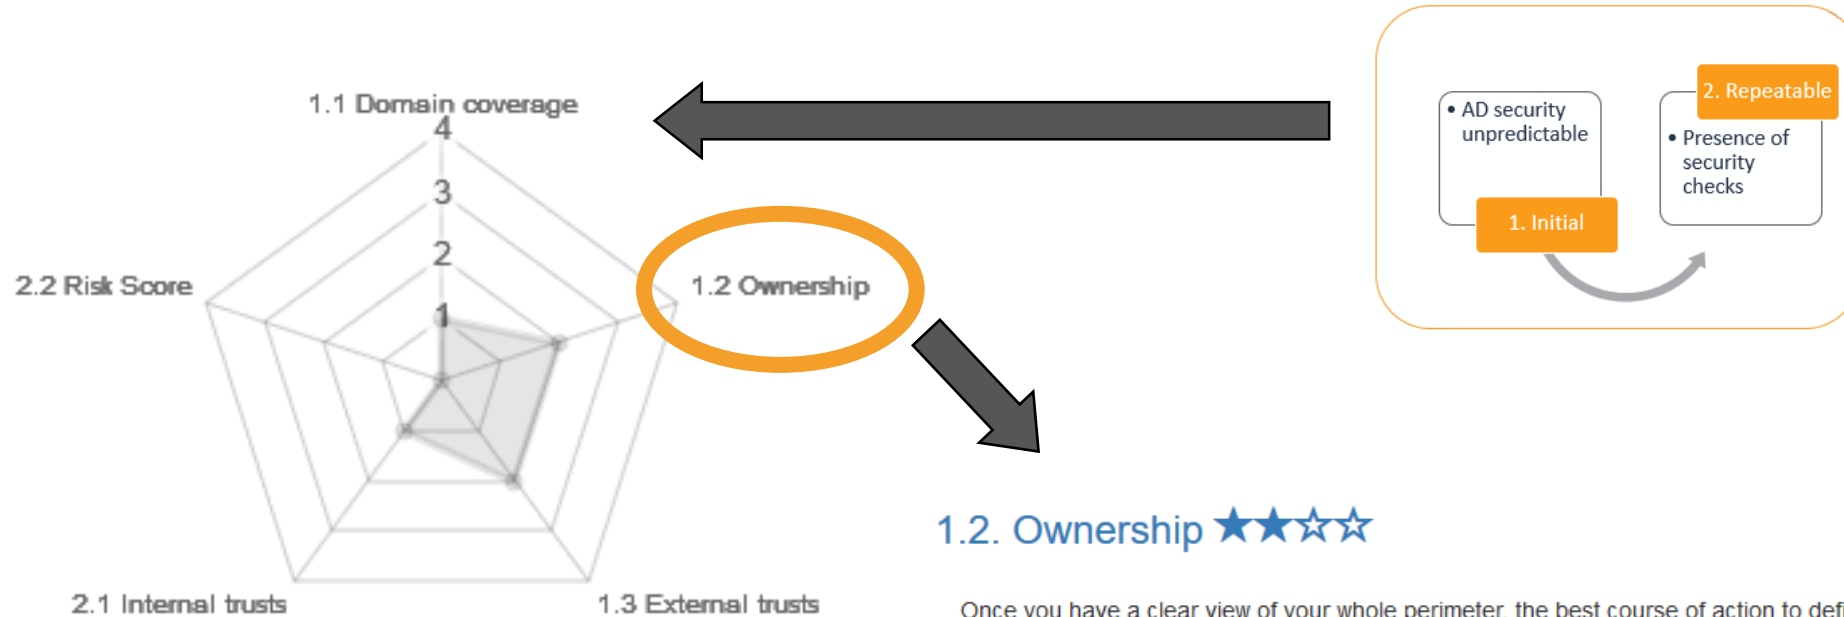 1.1 Domain coverage
4
3
2
1
2.2 Risk Score
1.2 Ownership
2.1 Internal trusts
1.3 External trusts
• AD security
unpredictable
1. Initial
2. Repeatable
• Presence of
security
checks
1.2. Ownership ★★☆☆
Once you have a clear view of your whole perimeter, the best course of action to defi